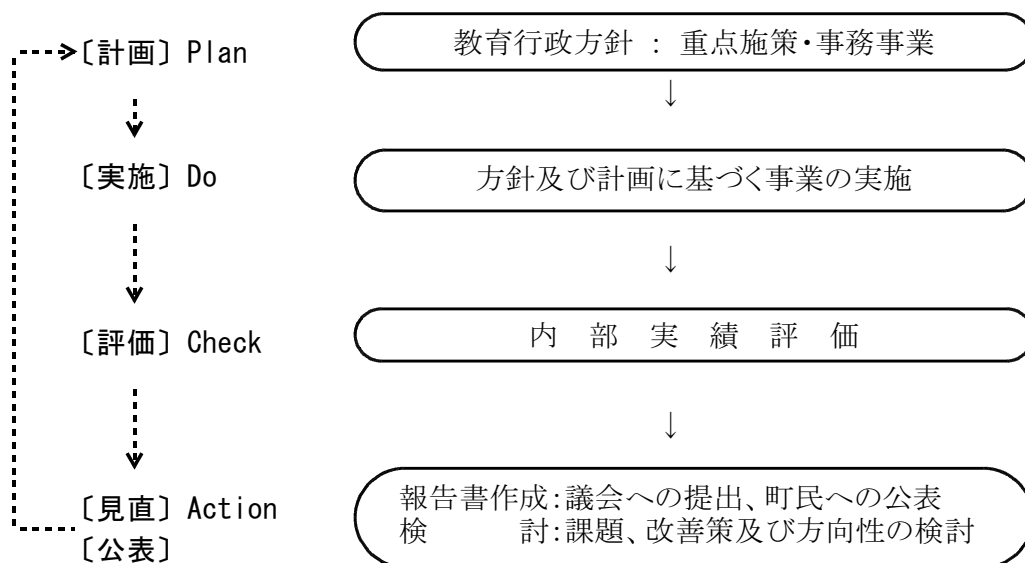 〔計画〕 Plan
教育行政方針 : 重点施策・事務事業
↓
〔実施〕 Do
方針及び計画に基づく事業の実施
↓
〔評価〕 Check
内 部 実 績 評 価
↓
〔見直〕 Action
〔公表〕
報告書作成:議会への提出、町民への公表
検 討:課題、改善策及び方向性の検討